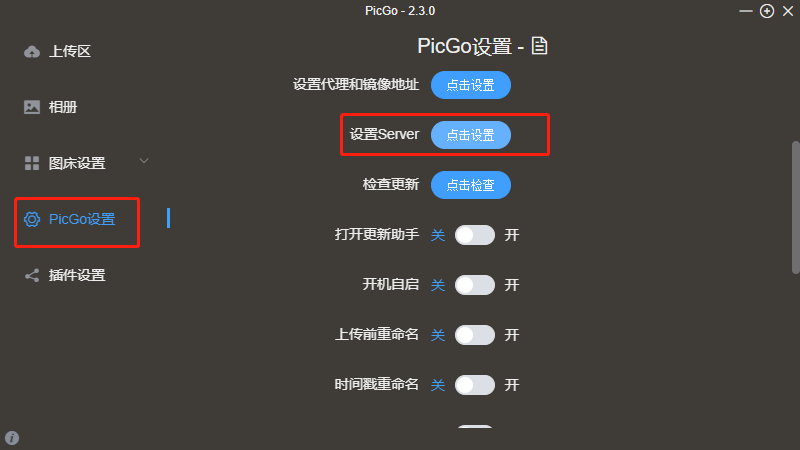 PicGo - 2.3.0
上传区
相册
图床设置
PicGo设置
插件设置
PicGo设置 -
设置代理和镜像地址 点击设置
设置Server 点击设置
检查更新 点击检查
打开更新助手 关 开
开机自启 关 开
上传前重命名 关 开
时间戳重命名 关 开